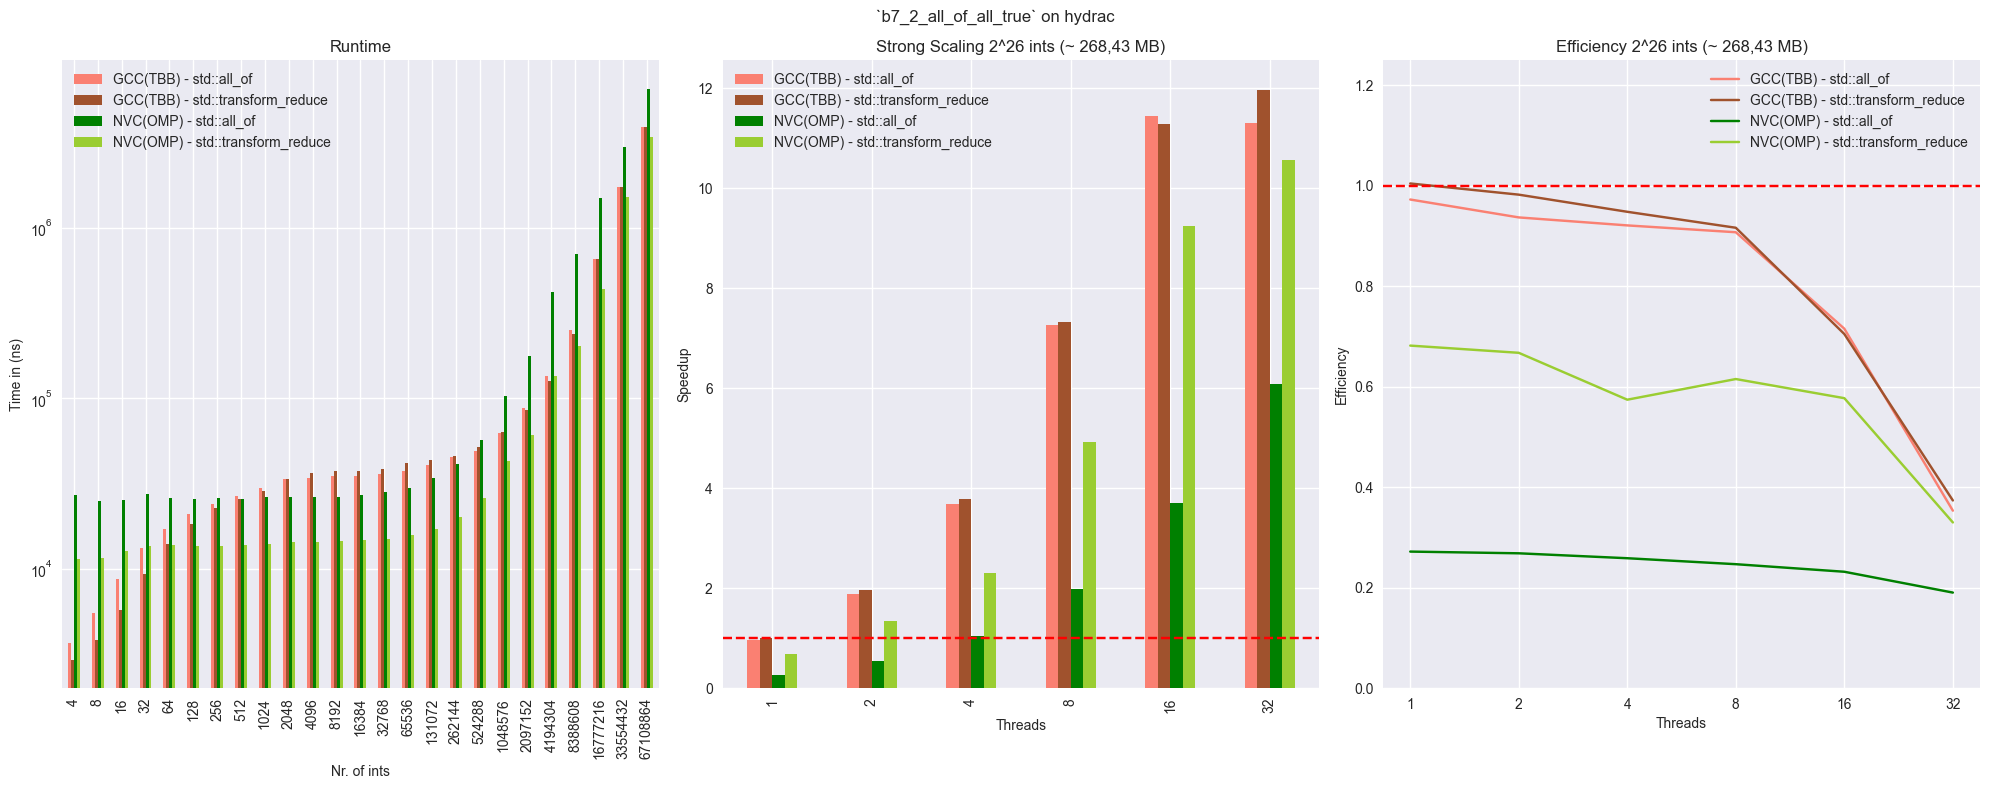 `b7_2_all_of_all_true` on hydrac
Runtime
GCC(TBB) - std::all_of
GCC(TBB) - std::transform_reduce
NVC(OMP) - std::all_of
NVC(OMP) - std::transform_reduce
Time in (ns)
10^6
10^5
10^4
4
8
16
32
64
128
256
512
1024
2048
4096
8192
16384
32768
65536
131072
262144
524288
1048576
2097152
4194304
8388608
16777216
33554432
67108864
Nr. of ints
Strong Scaling 2^26 ints (~ 268,43 MB)
GCC(TBB) - std::all_of
GCC(TBB) - std::transform_reduce
NVC(OMP) - std::all_of
NVC(OMP) - std::transform_reduce
Speedup
12
10
8
6
4
2
0
1
2
4
8
16
32
Threads
Efficiency 2^26 ints (~ 268,43 MB)
GCC(TBB) - std::all_of
GCC(TBB) - std::transform_reduce
NVC(OMP) - std::all_of
NVC(OMP) - std::transform_reduce
Efficiency
1.2
1.0
0.8
0.6
0.4
0.2
0.0
1
2
4
8
16
32
Threads